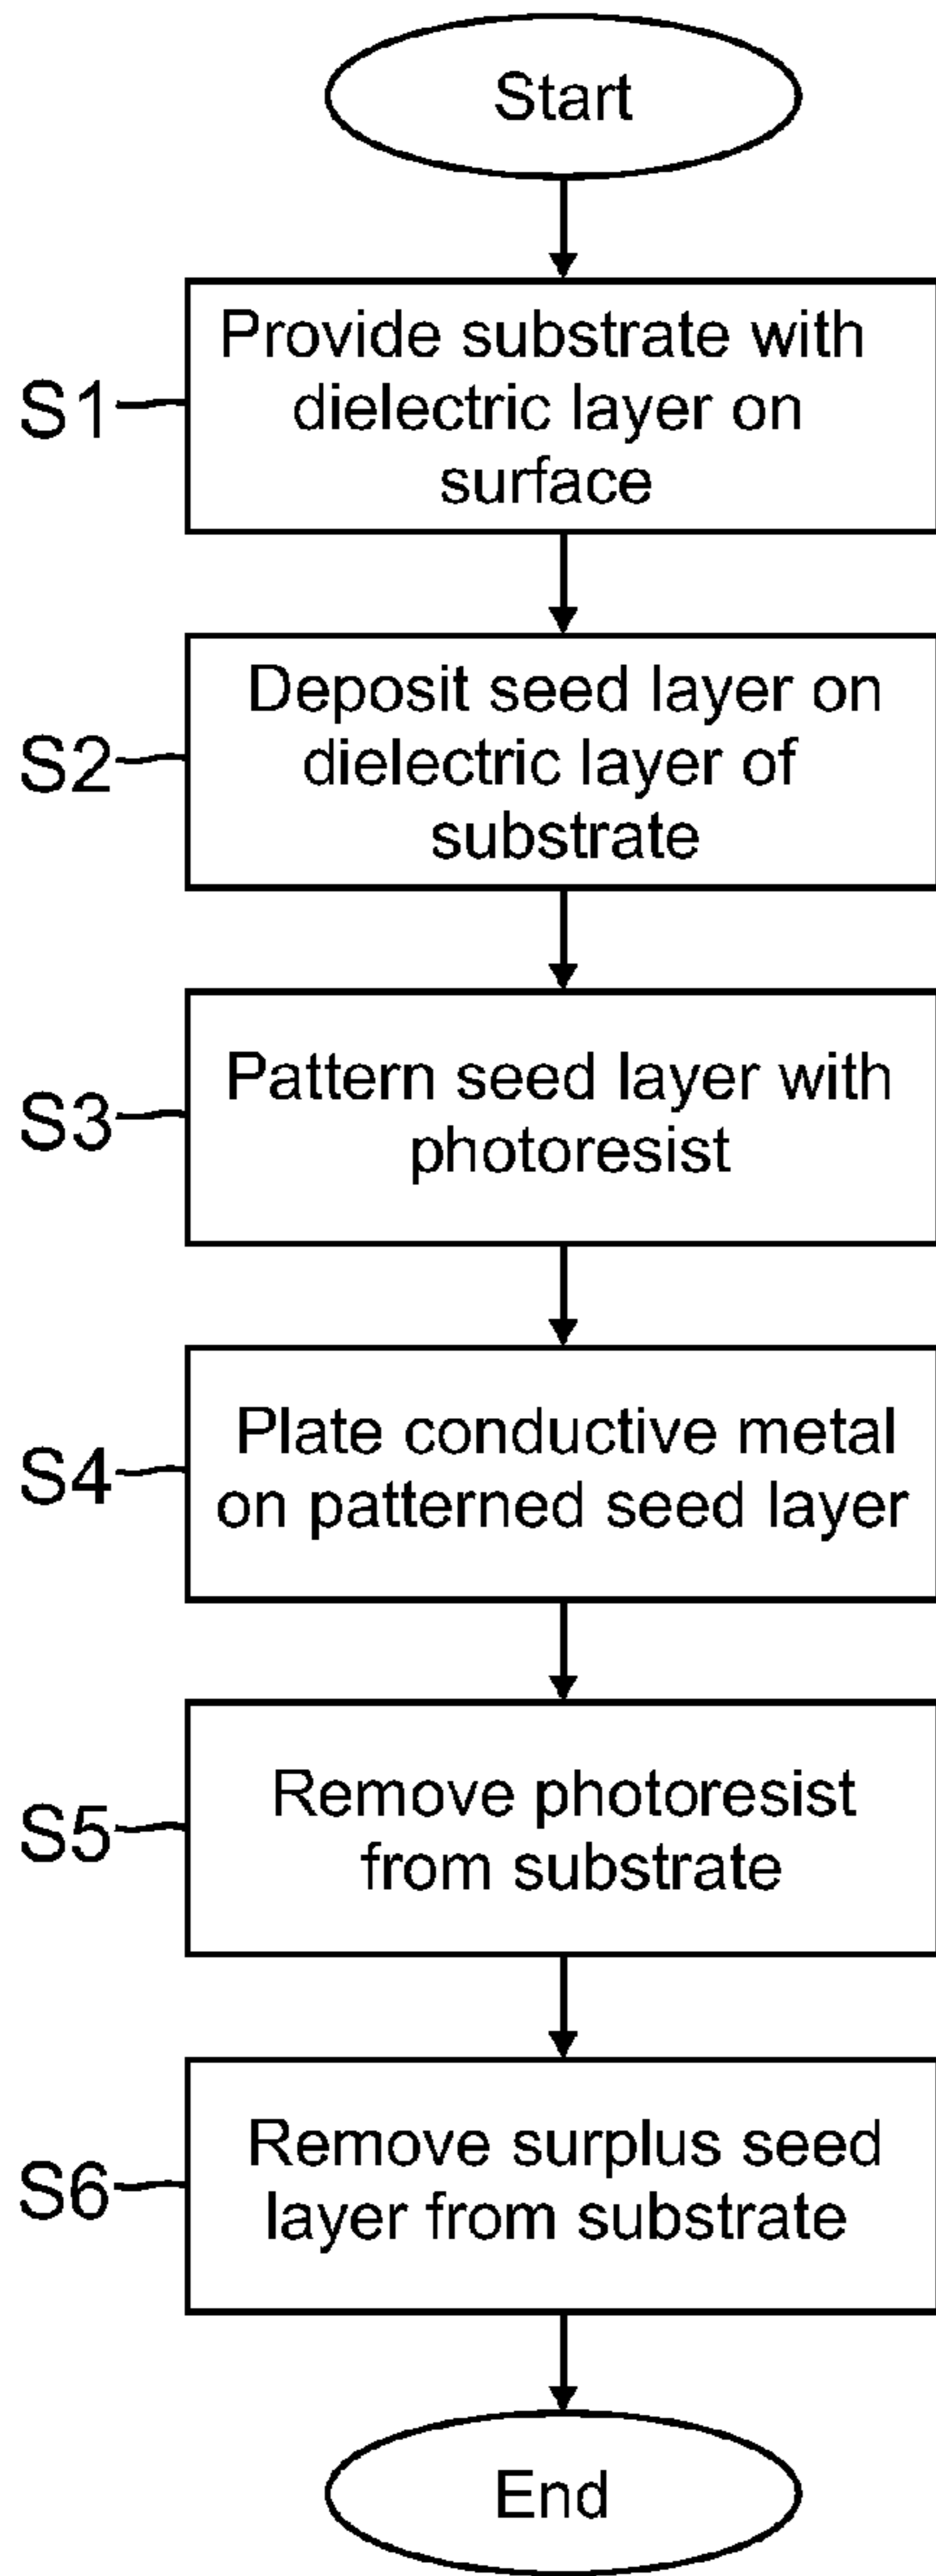 Start
Provide substrate with
S1
dielectric layer on
surface
Deposit seed layer on
S2
dielectric layer of
substrate
Pattern seed layer with
S3
photoresist
Plate conductive metal
S4
on patterned seed layer
Remove photoresist
S5
from substrate
Remove surplus seed
S6
layer from substrate
End